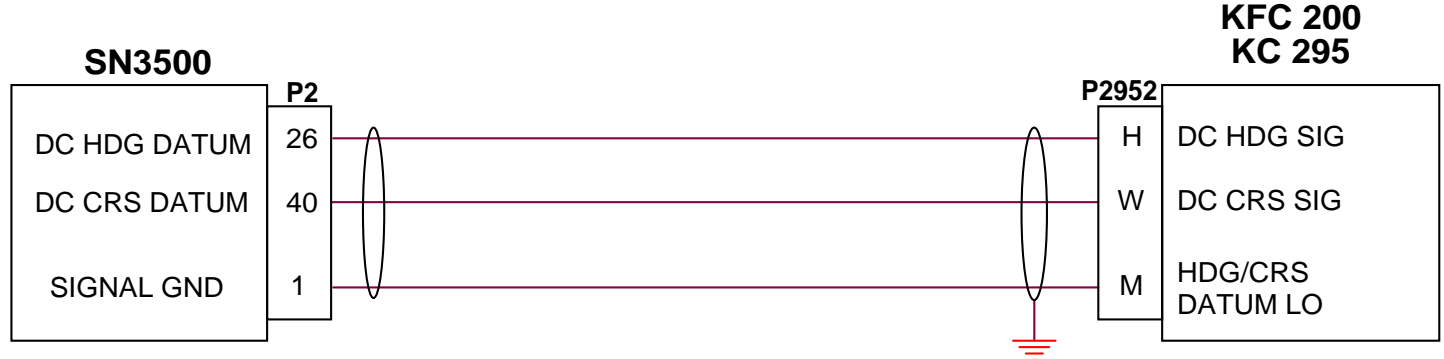 KFC 200
KC 295
SN3500
P2
P2952
DC HDG DATUM
26
H
DC HDG SIG
DC CRS DATUM
40
W
DC CRS SIG
SIGNAL GND
1
M
HDG/CRS
DATUM LO